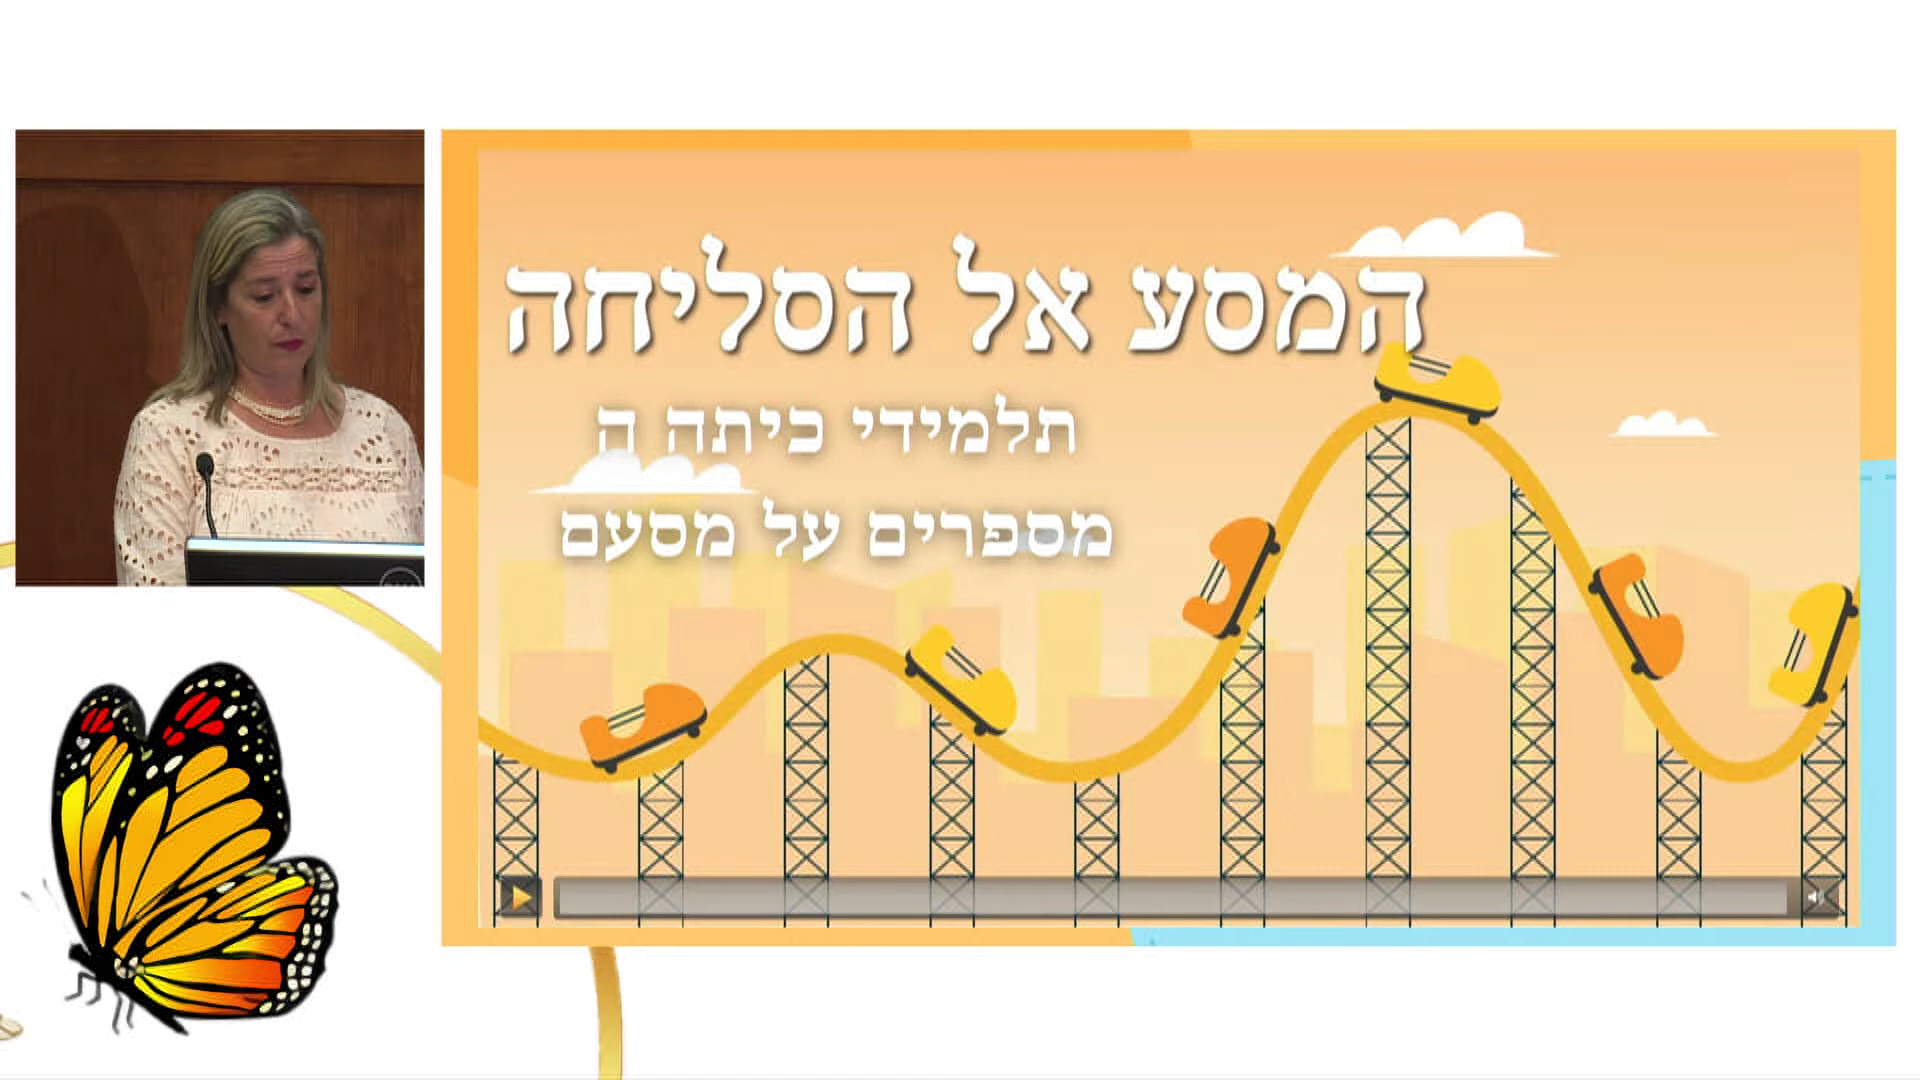 המסע אל הסליחה
תלמידי כיתה ה
מספרים על מסעם